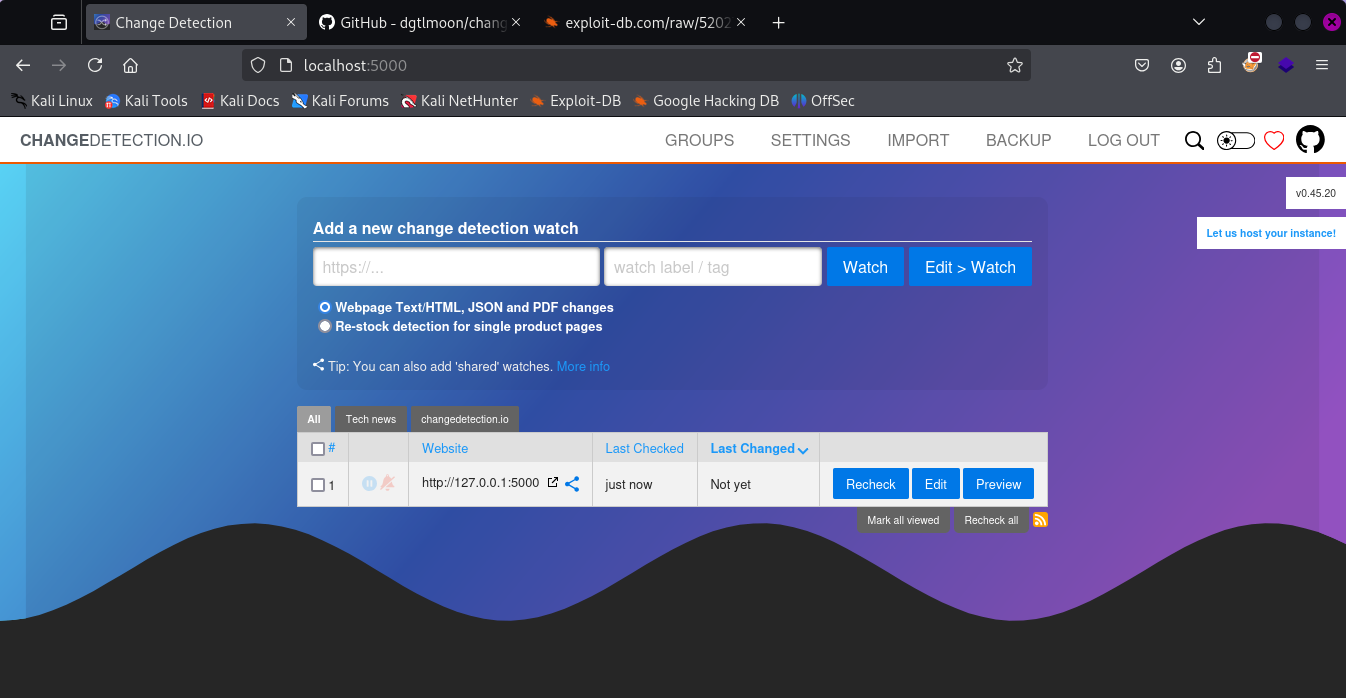 Change Detection
GitHub - dgtlmoon/chang
exploit-db.com/raw/5202
localhost:5000
Kali Linux Kali Tools Kali Docs Kali Forums Kali NetHunter Exploit-DB Google Hacking DB OffSec
CHANGEDETECTION.IO GROUPS SETTINGS IMPORT BACKUP LOG OUT
v0.45.20
Let us host your instance!
Add a new change detection watch
https://... watch label / tag Watch Edit > Watch
Webpage Text/HTML, JSON and PDF changes
Re-stock detection for single product pages
Tip: You can also add 'shared' watches. More info
All Tech news changedetection.io
# Website Last Checked Last Changed
1 http://127.0.0.1:5000 just now Not yet Recheck Edit Preview
Mark all viewed Recheck all